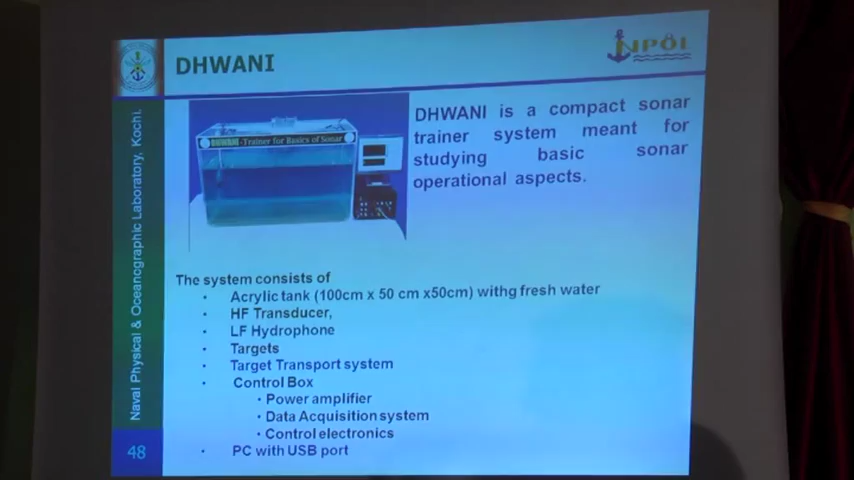 DHWANI
NPOL
DHWANI - Trainer for Basics of Sonar
DHWANI is a compact sonar
trainer system meant for
studying basic sonar
operational aspects.
The system consists of
· Acrylic tank (100cm x 50 cm x50cm) withg fresh water
· HF Transducer,
· LF Hydrophone
· Targets
· Target Transport system
· Control Box
· Power amplifier
· Data Acquisition system
· Control electronics
· PC with USB port
Naval Physical & Oceanographic Laboratory, Kochi.
48